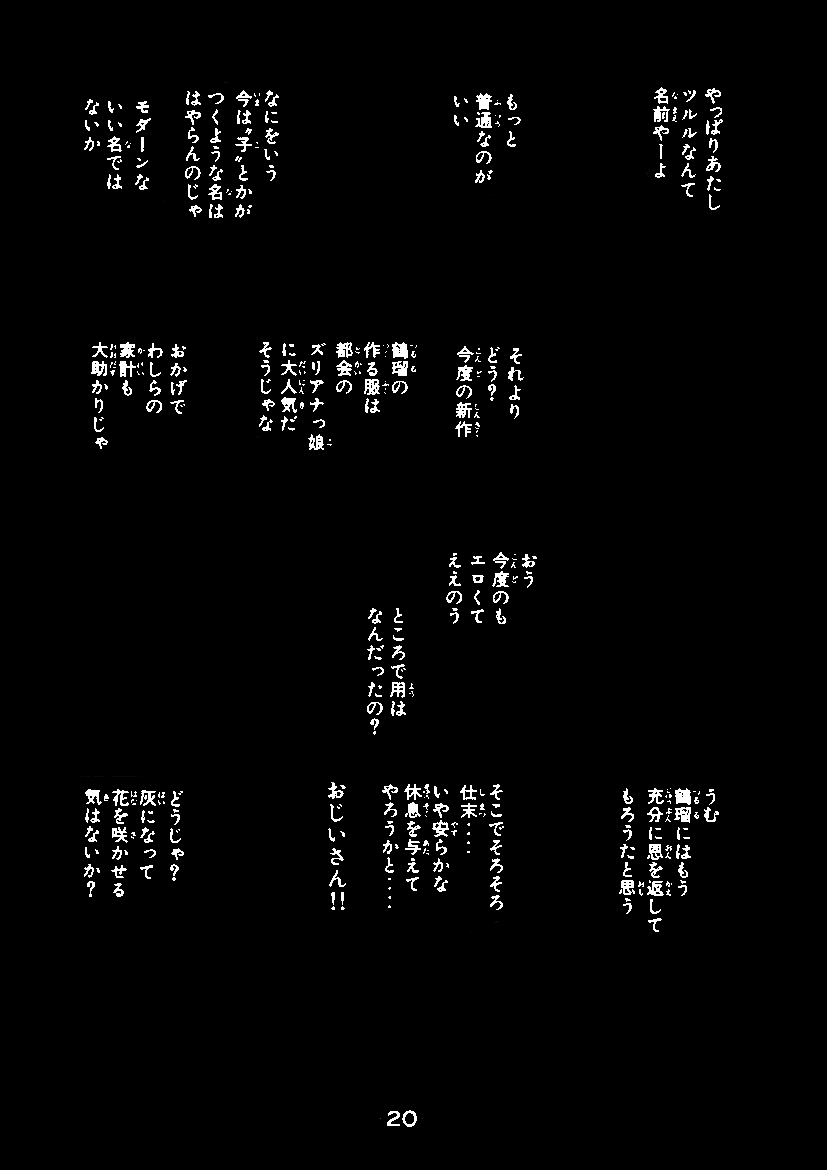 やっぱりあたし
ツルルなんて
名前やーよ
もっと
普通なのが
いい
なにをいう
今は〝子〟とかが
つくような名は
はやらんのじゃ
モダーンな
いい名では
ないか
それより
どう?
今度の新作
鶴瑠の
作る服は
都会の
ズリアナっ娘
に大人気だ
そうじゃな
おかげで
わしらの
家計も
大助かりじゃ
おう
今度のも
エロくて
ええのう
ところで用は
なんだったの?
うむ
鶴瑠にはもう
充分に恩を返して
もろうたと思う
そこでそろそろ
仕末‥‥
いや安らかな
休息を与えて
やろうかと‥‥
おじいさん!!
どうじゃ?
灰になって
花を咲かせる
気はないか?
20